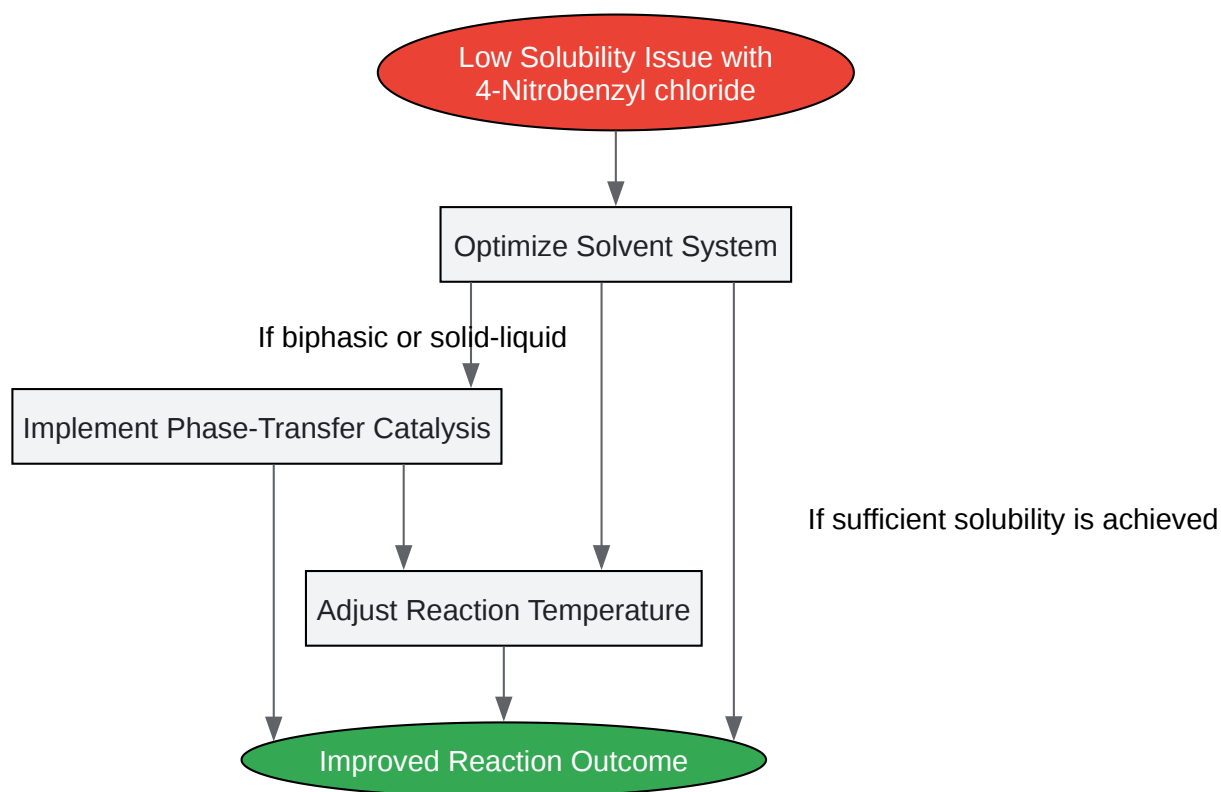 Low Solubility Issue with
4-Nitrobenzyl chloride
Optimize Solvent System
If biphasic or solid-liquid
Implement Phase-Transfer Catalysis
If sufficient solubility is achieved
Adjust Reaction Temperature
Improved Reaction Outcome